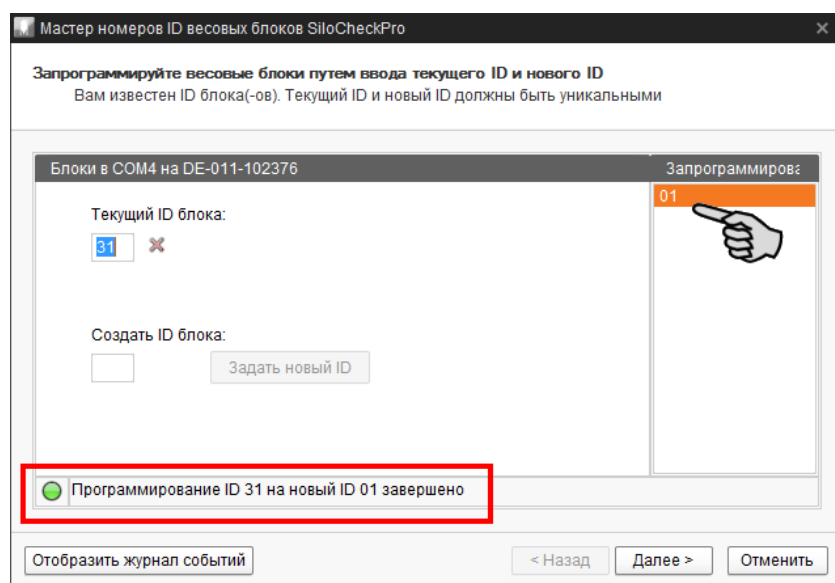 Мастер номеров ID весовых блоков SiloCheckPro
Запрограммируйте весовые блоки путем ввода текущего ID и нового ID
Вам известен ID блока(-ов). Текущий ID и новый ID должны быть уникальными
Блоки в COM4 на DE-011-102376
Запрограммирова
01
Текущий ID блока:
31
Создать ID блока:
Задать новый ID
Программирование ID 31 на новый ID 01 завершено
Отобразить журнал событий
< Назад
Далее >
Отменить